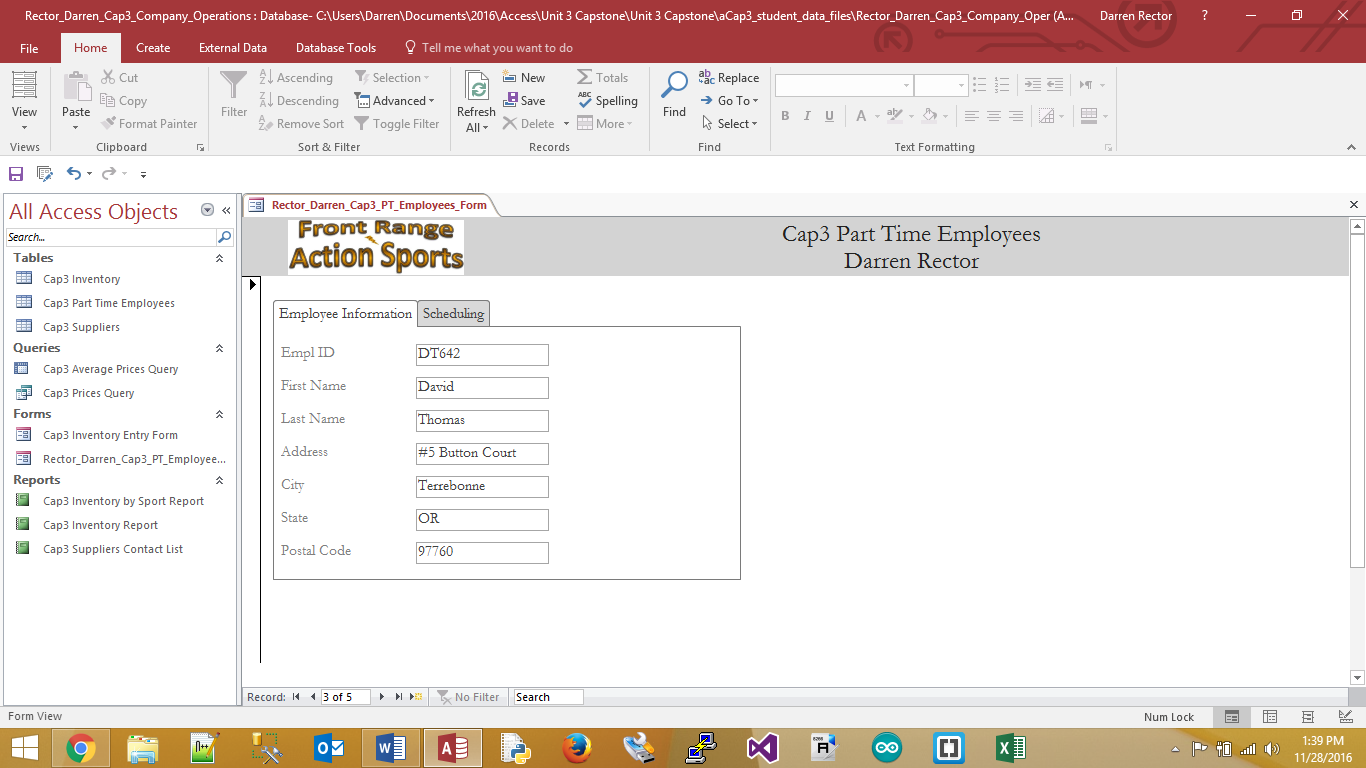 Rector_Darren_Cap3_Company_Operations : Database- C:\Users\Darren\Documents\2016\Access\Unit 3 Capstone\Unit 3 Capstone\aCap3_student_data_files\Rector_Darren_Cap3_Company_Oper (A... Darren Rector ?
File Home Create External Data Database Tools Tell me what you want to do
View
Views
Paste
Cut
Copy
Format Painter
Clipboard
Filter
Ascending
Descending
Remove Sort
Selection
Advanced
Toggle Filter
Sort & Filter
Refresh
All
New
Save
Delete
Totals
Spelling
More
Records
Find
Replace
Go To
Select
Find
B I U A
Text Formatting
All Access Objects
Search...
Tables
Cap3 Inventory
Cap3 Part Time Employees
Cap3 Suppliers
Queries
Cap3 Average Prices Query
Cap3 Prices Query
Forms
Cap3 Inventory Entry Form
Rector_Darren_Cap3_PT_Employee...
Reports
Cap3 Inventory by Sport Report
Cap3 Inventory Report
Cap3 Suppliers Contact List
Rector_Darren_Cap3_PT_Employees_Form
Front Range
Action Sports
Cap3 Part Time Employees
Darren Rector
Employee Information Scheduling
Empl ID DT642
First Name David
Last Name Thomas
Address #5 Button Court
City Terrebonne
State OR
Postal Code 97760
Record: 3 of 5 No Filter Search
Form View Num Lock
1:39 PM
11/28/2016